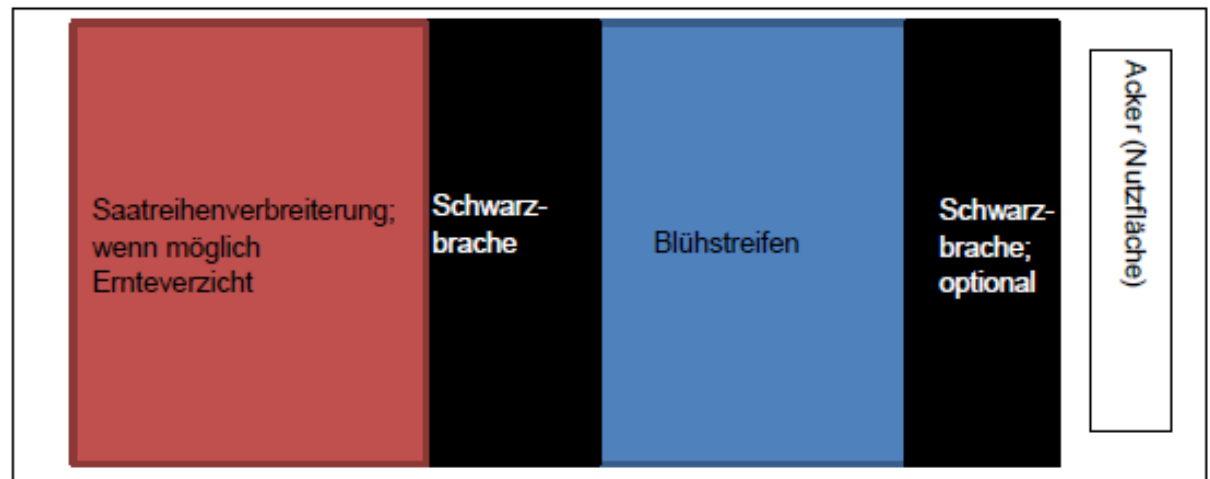 Saatreihenverbreiterung;
wenn möglich
Ernteverzicht
Schwarz-
brache
Blühstreifen
Schwarz-
brache;
optional
Acker (Nutzfläche)